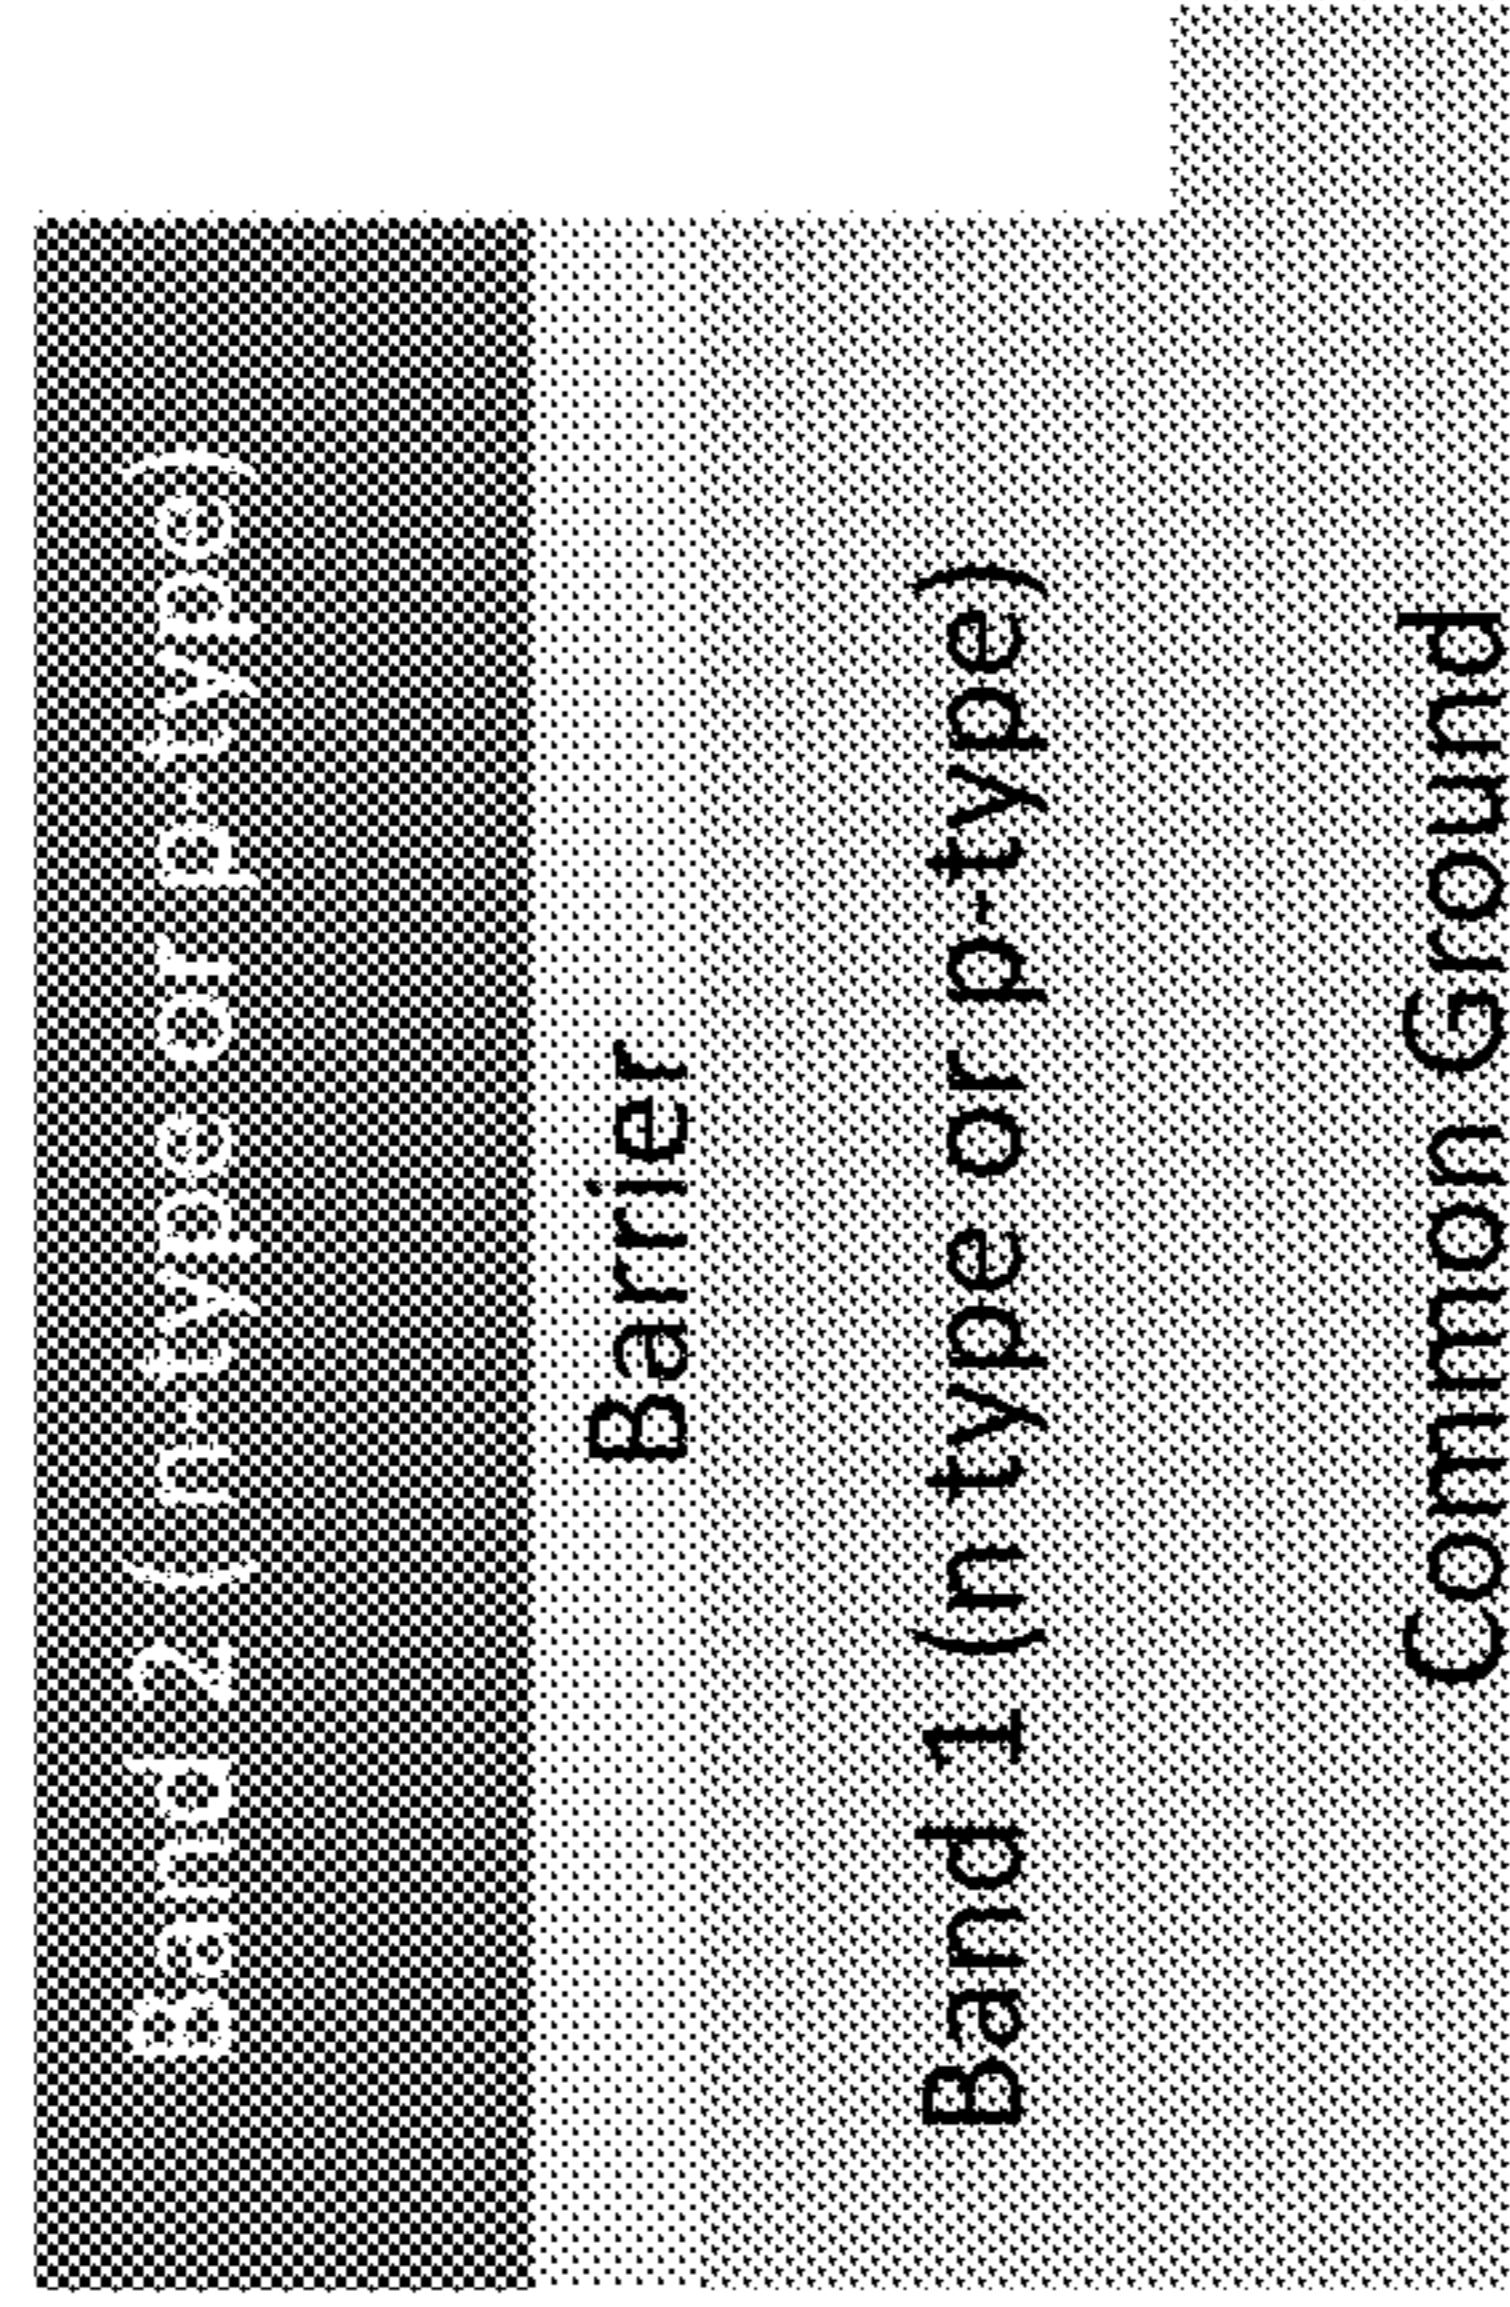 Band 2 (n-type or p-type)
Barrier
Band 1 (n type or p-type)
Common Ground